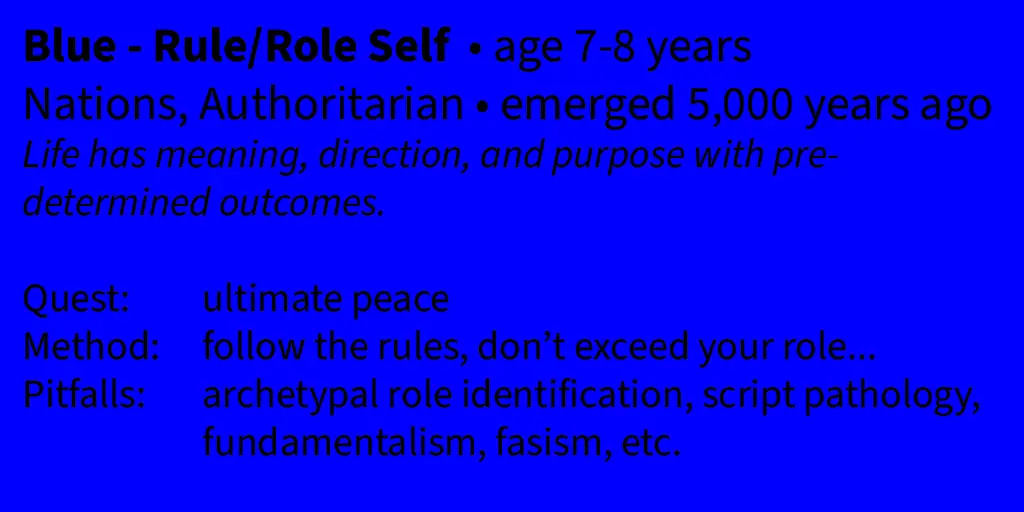 Blue - Rule/Role Self • age 7-8 years
Nations, Authoritarian • emerged 5,000 years ago
Life has meaning, direction, and purpose with pre-
determined outcomes.
Quest: ultimate peace
Method: follow the rules, don’t exceed your role...
Pitfalls: archetypal role identification, script pathology,
fundamentalism, fasism, etc.